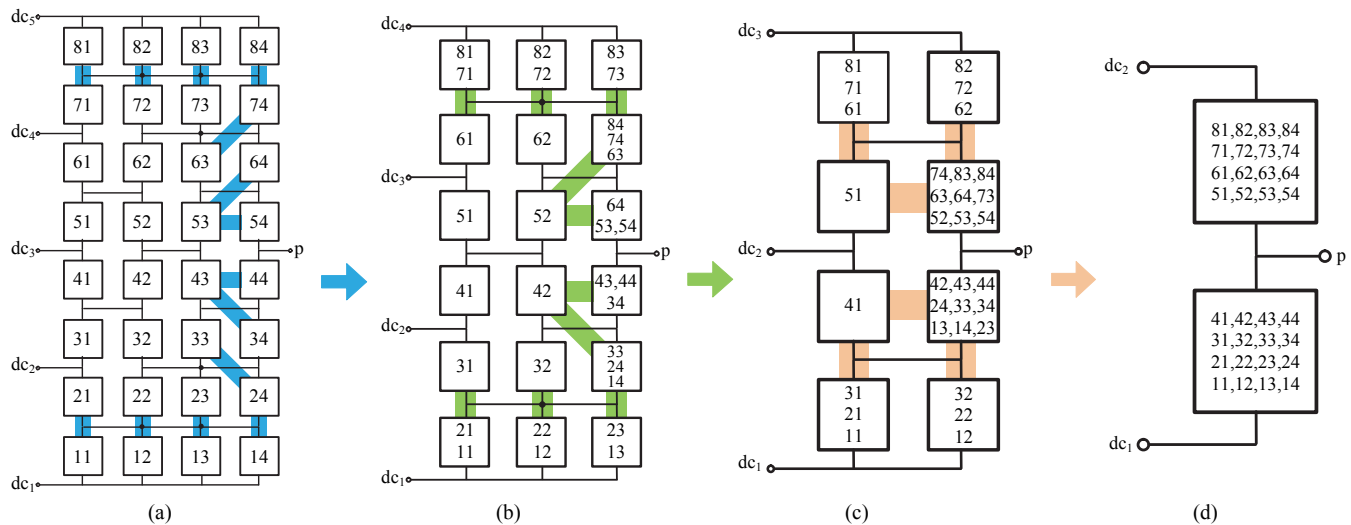 dc5
81 82 83 84
71 72 73 74
dc4
61 62 63 64
51 52 53 54
dc3
p
41 42 43 44
31 32 33 34
dc2
21 22 23 24
11 12 13 14
dc1
(a)
dc4
81 82 83
71 72 73
61 62 84
74
63
dc3
51 52 64
53,54
p
41 42 43,44
34
dc2
31 32 33
24
14
21 22 23
11 12 13
dc1
(b)
dc3
81 82
71 72
61 62
51 74,83,84
63,64,73
52,53,54
dc2
p
41 42,43,44
24,33,34
13,14,23
31 32
21 22
11 12
dc1
(c)
dc2
81,82,83,84
71,72,73,74
61,62,63,64
51,52,53,54
p
41,42,43,44
31,32,33,34
21,22,23,24
11,12,13,14
dc1
(d)